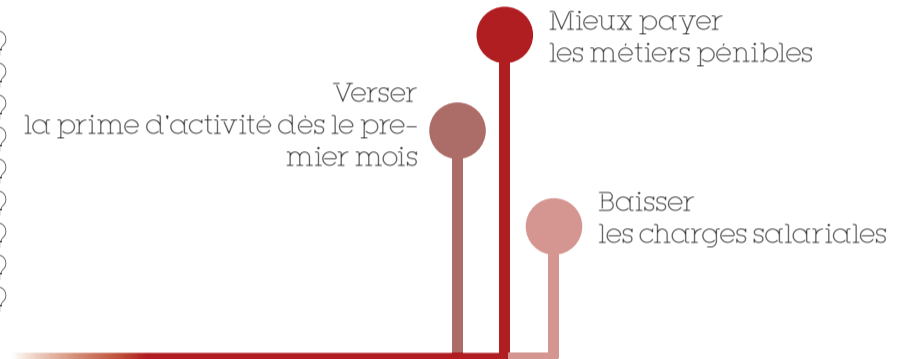 Mieux payer
les métiers pénibles
Verser
la prime d'activité dès le pre-
mier mois
Baisser
les charges salariales